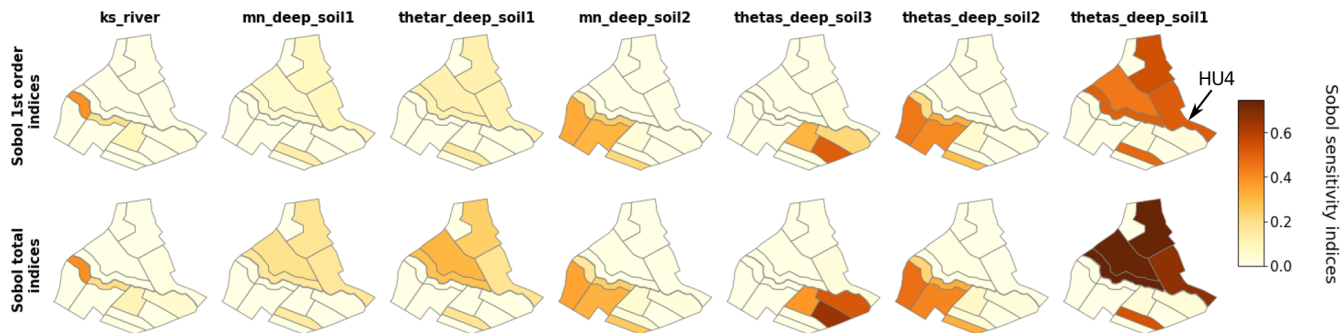 ks_river mn_deep_soil1 thetar_deep_soil1 mn_deep_soil2 thetas_deep_soil3 thetas_deep_soil2 thetas_deep_soil1
Sobol 1st order
indices
HU4
Sobol total
indices
0.6
0.4
0.2
0.0
Sobol sensitivity indices